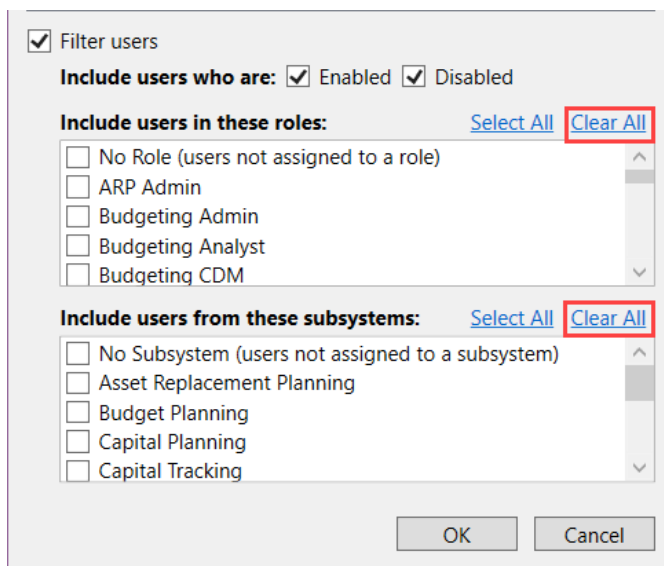 Filter users
Include users who are: Enabled Disabled
Include users in these roles: Select All Clear All
No Role (users not assigned to a role)
ARP Admin
Budgeting Admin
Budgeting Analyst
Budgeting CDM
Include users from these subsystems: Select All Clear All
No Subsystem (users not assigned to a subsystem)
Asset Replacement Planning
Budget Planning
Capital Planning
Capital Tracking
OK Cancel